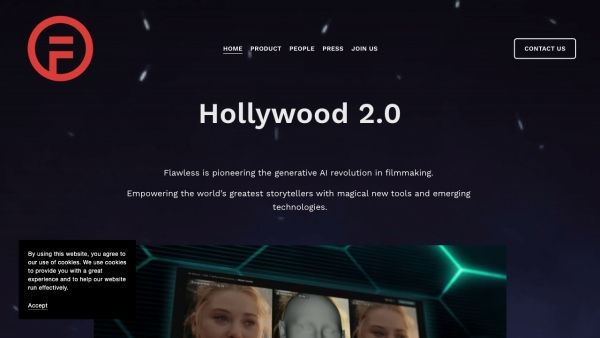 F
HOME PRODUCT PEOPLE PRESS JOIN US CONTACT US
Hollywood 2.0
Flawless is pioneering the generative AI revolution in filmmaking.
Empowering the world's greatest storytellers with magical new tools and emerging
technologies.
By using this website, you agree to
our use of cookies. We use cookies
to provide you with a great
experience and to help our website
run effectively.
Accept